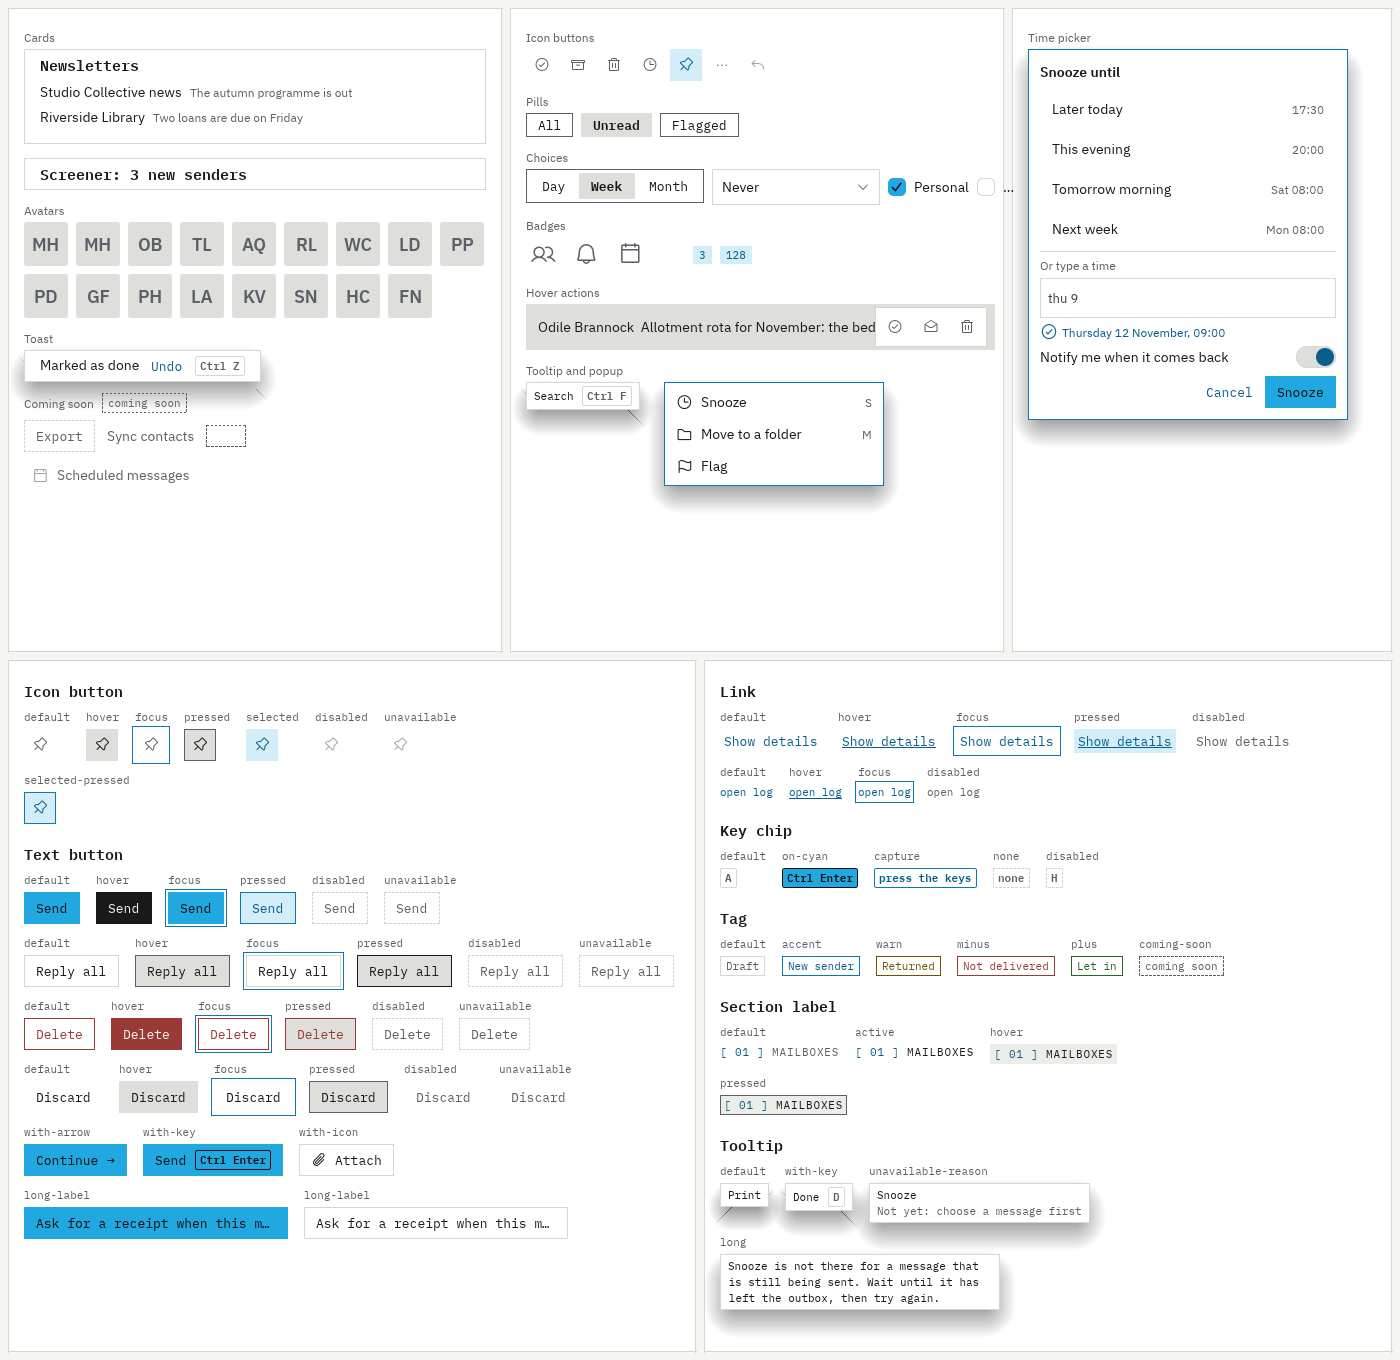 Cards
Newsletters
Studio Collective news The autumn programme is out
Riverside Library Two loans are due on Friday
Screener: 3 new senders
Avatars
MH MH OB TL AQ RL WC LD PP
PD GF PH LA KV SN HC FN
Toast
Marked as done Undo Ctrl Z
Coming soon coming soon
Export Sync contacts
Scheduled messages
Icon buttons
Pills
All Unread Flagged
Choices
Day Week Month Never Personal ...
Badges
3 128
Hover actions
Odile Brannock Allotment rota for November: the bed
Tooltip and popup
Search Ctrl F
Snooze S
Move to a folder M
Flag
Time picker
Snooze until
Later today 17:30
This evening 20:00
Tomorrow morning Sat 08:00
Next week Mon 08:00
Or type a time
thu 9
Thursday 12 November, 09:00
Notify me when it comes back
Cancel Snooze
Icon button
default hover focus pressed selected disabled unavailable
selected-pressed
Text button
default hover focus pressed disabled unavailable
Send Send Send Send Send Send
default hover focus pressed disabled unavailable
Reply all Reply all Reply all Reply all Reply all Reply all
default hover focus pressed disabled unavailable
Delete Delete Delete Delete Delete Delete
default hover focus pressed disabled unavailable
Discard Discard Discard Discard Discard Discard
with-arrow with-key with-icon
Continue → Send Ctrl Enter Attach
long-label long-label
Ask for a receipt when this m… Ask for a receipt when this m…
Link
default hover focus pressed disabled
Show details Show details Show details Show details Show details
default hover focus disabled
open log open log open log open log
Key chip
default on-cyan capture none disabled
A Ctrl Enter press the keys none H
Tag
default accent warn minus plus coming-soon
Draft New sender Returned Not delivered Let in coming soon
Section label
default active hover
[ 01 ] MAILBOXES [ 01 ] MAILBOXES [ 01 ] MAILBOXES
pressed
[ 01 ] MAILBOXES
Tooltip
default with-key unavailable-reason
Print Done D Snooze
Not yet: choose a message first
long
Snooze is not there for a message that
is still being sent. Wait until it has
left the outbox, then try again.